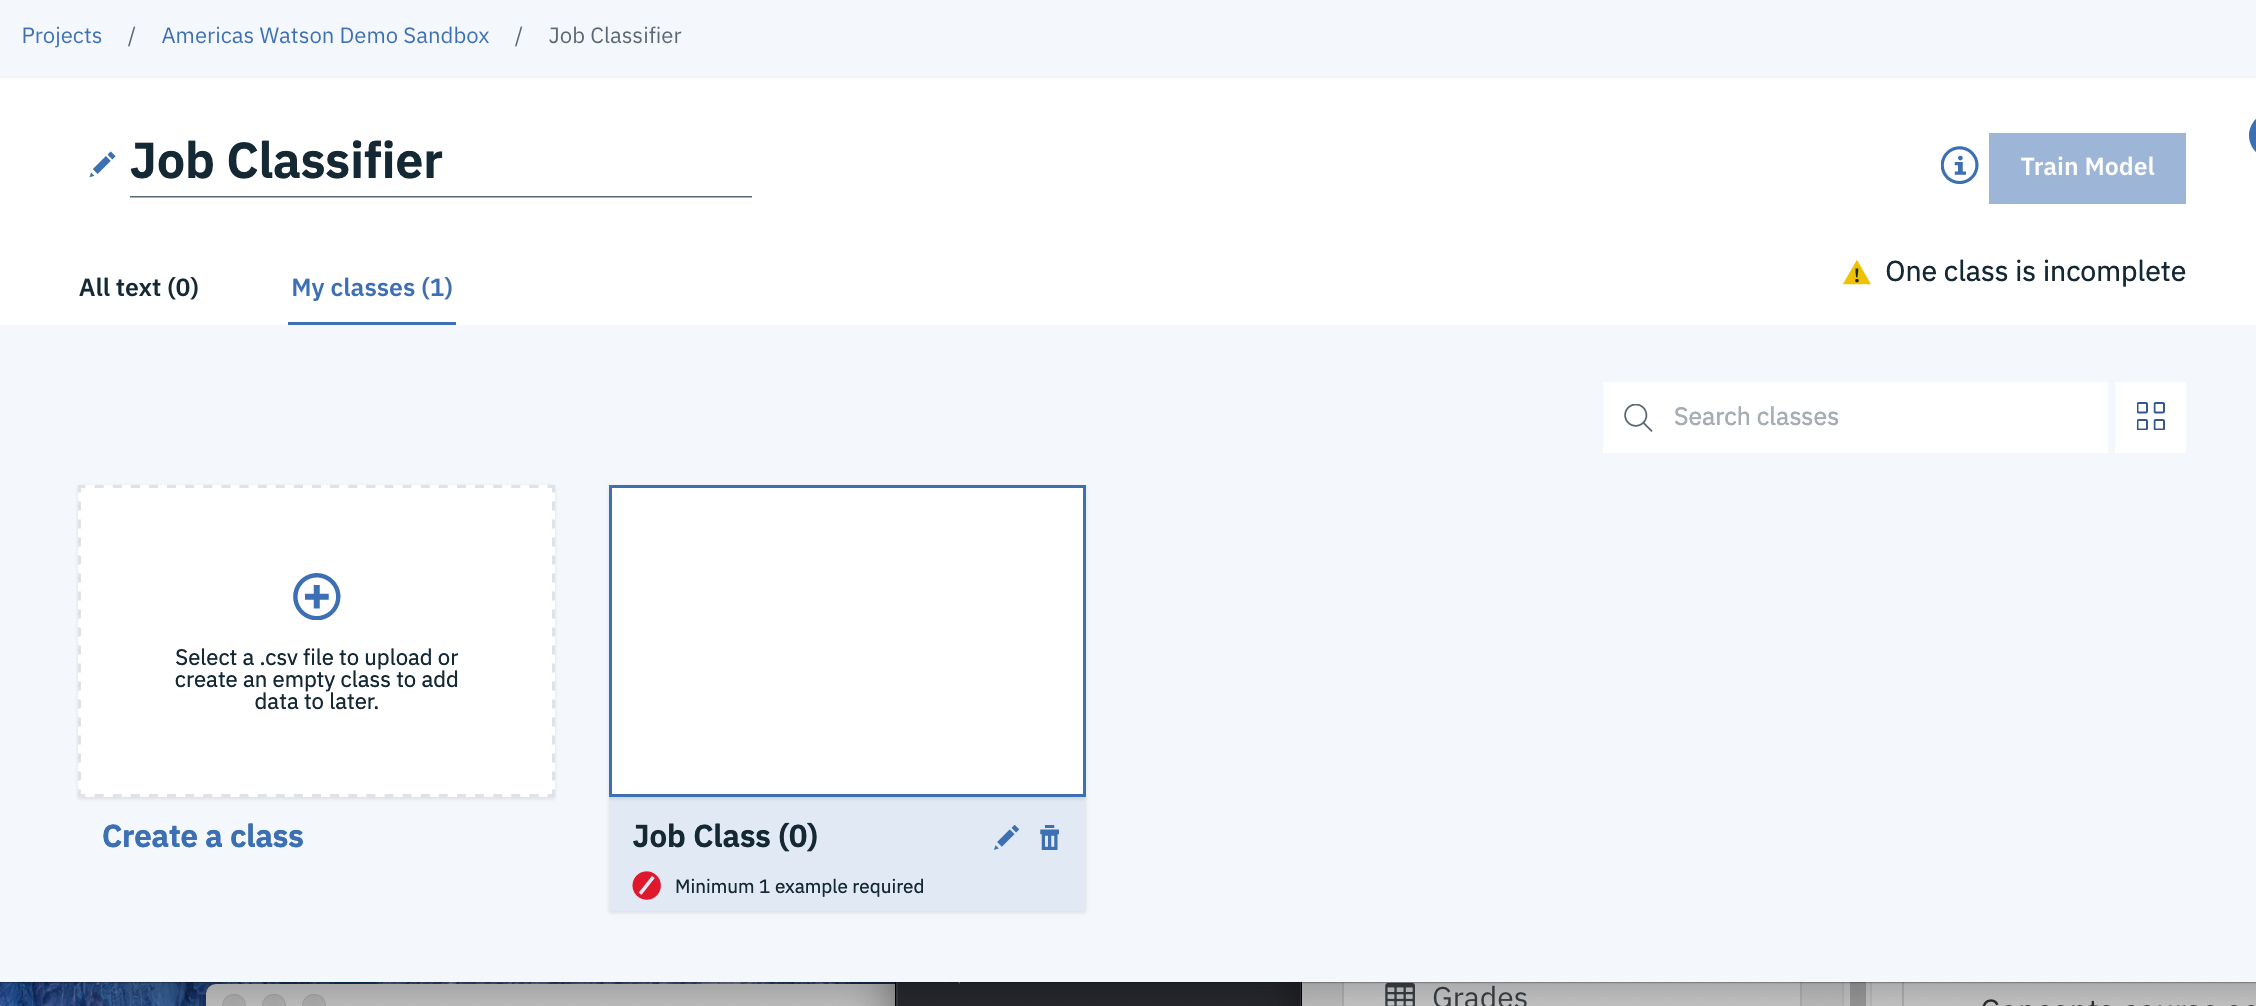 Projects / Americas Watson Demo Sandbox / Job Classifier
Job Classifier
Train Model
All text (0)
My classes (1)
One class is incomplete
Search classes
Select a .csv file to upload or
create an empty class to add
data to later.
Create a class
Job Class (0)
Minimum 1 example required
Grades